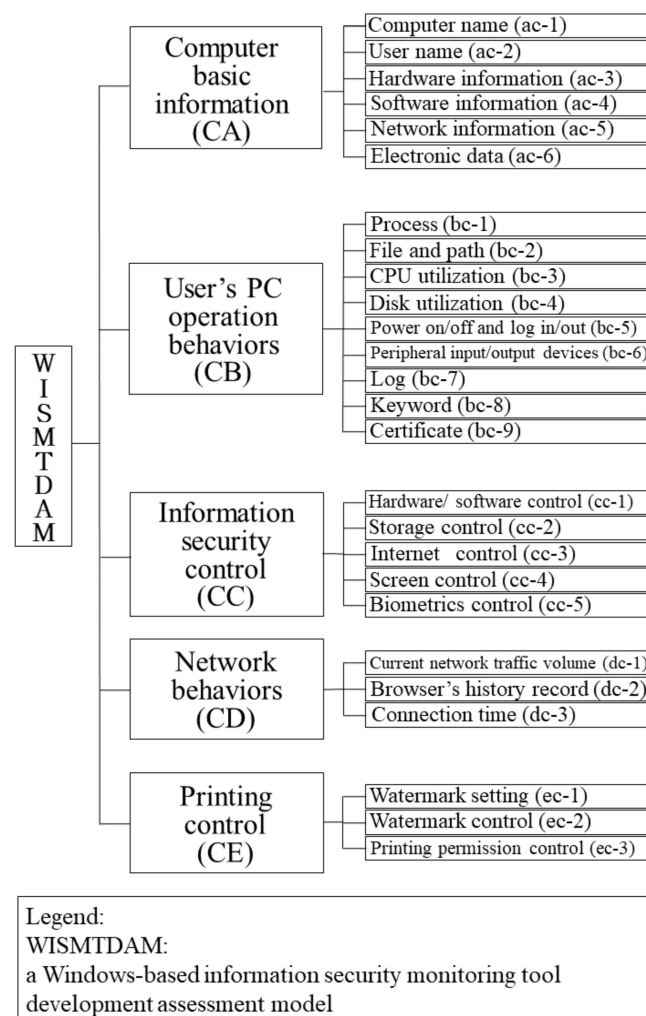 WISMTDAM
Computer
basic
information
(CA)
Computer name (ac-1)
User name (ac-2)
Hardware information (ac-3)
Software information (ac-4)
Network information (ac-5)
Electronic data (ac-6)
User’s PC
operation
behaviors
(CB)
Process (bc-1)
File and path (bc-2)
CPU utilization (bc-3)
Disk utilization (bc-4)
Power on/off and log in/out (bc-5)
Peripheral input/output devices (bc-6)
Log (bc-7)
Keyword (bc-8)
Certificate (bc-9)
Information
security
control
(CC)
Hardware/ software control (cc-1)
Storage control (cc-2)
Internet control (cc-3)
Screen control (cc-4)
Biometrics control (cc-5)
Network
behaviors
(CD)
Current network traffic volume (dc-1)
Browser’s history record (dc-2)
Connection time (dc-3)
Printing
control
(CE)
Watermark setting (ec-1)
Watermark control (ec-2)
Printing permission control (ec-3)
Legend:
WISMTDAM:
a Windows-based information security monitoring tool
development assessment model